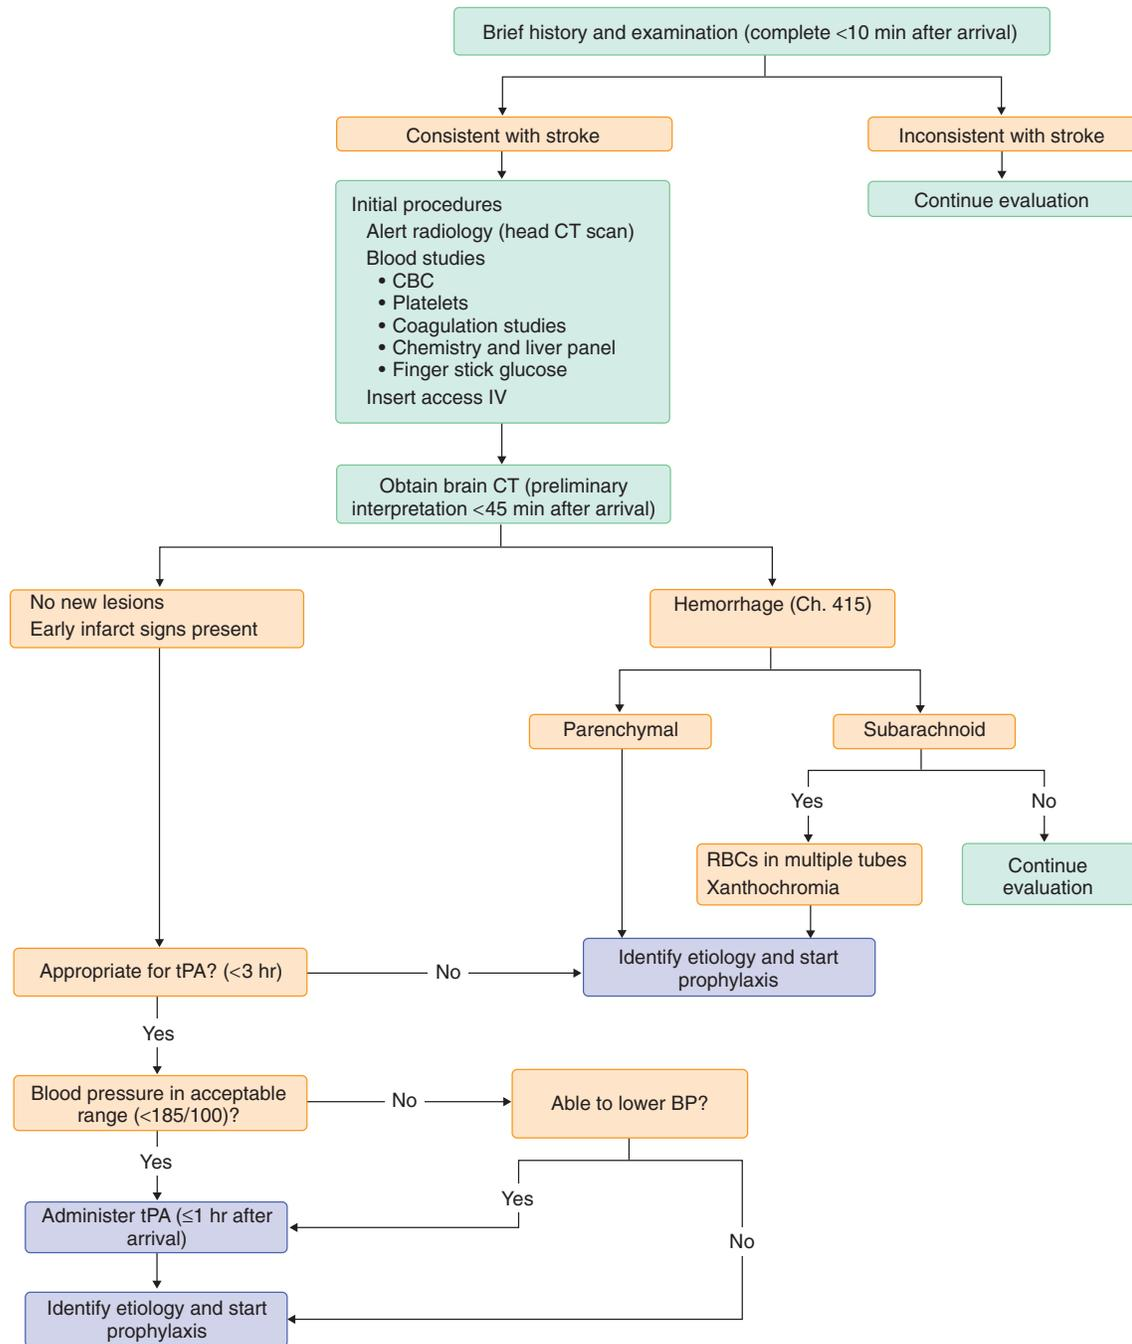 Brief history and examination (complete <10 min after arrival)
Consistent with stroke
Inconsistent with stroke
Initial procedures
Alert radiology (head CT scan)
Blood studies
• CBC
• Platelets
• Coagulation studies
• Chemistry and liver panel
• Finger stick glucose
Insert access IV
Continue evaluation
Obtain brain CT (preliminary
interpretation <45 min after arrival)
No new lesions
Early infarct signs present
Hemorrhage (Ch. 415)
Parenchymal
Subarachnoid
Yes
No
RBCs in multiple tubes
Xanthochromia
Continue
evaluation
Appropriate for tPA? (<3 hr)
No
Identify etiology and start
prophylaxis
Yes
Blood pressure in acceptable
range (<185/100)?
No
Able to lower BP?
Yes
Yes
No
Administer tPA (≤1 hr after
arrival)
Identify etiology and start
prophylaxis